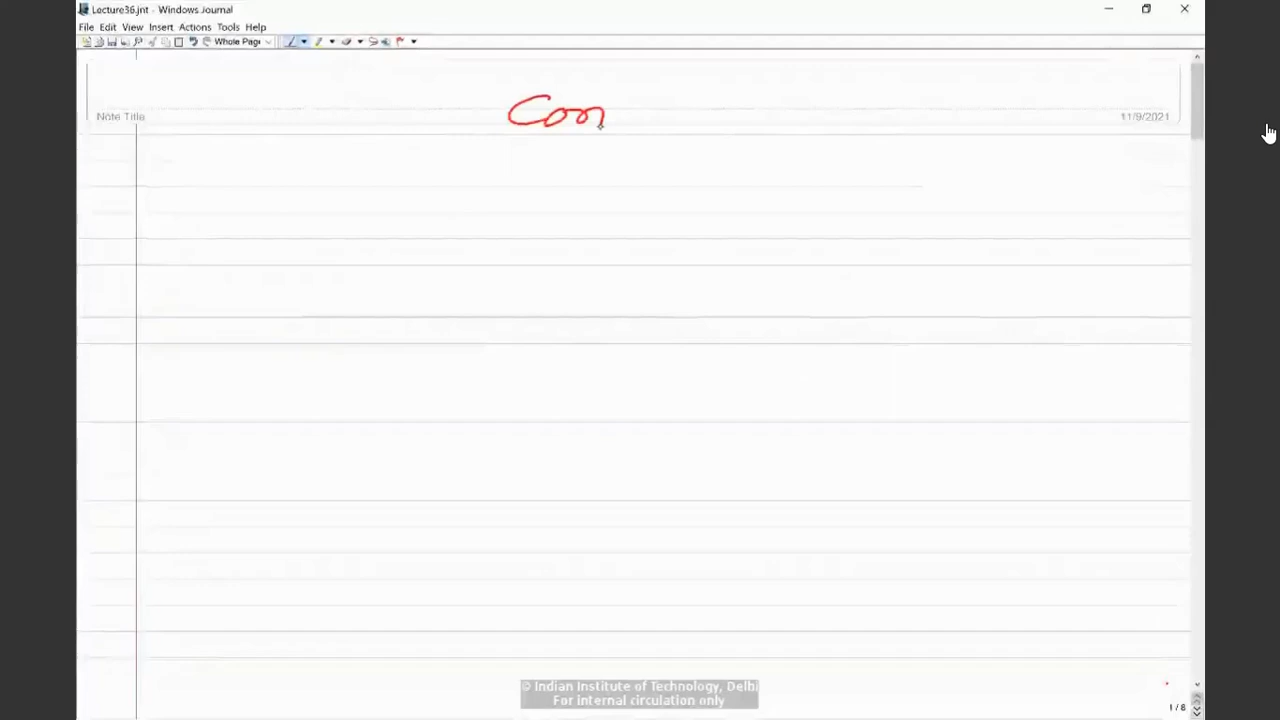 Lecture36.jnt - Windows Journal
File Edit View Insert Actions Tools Help
Whole Page
Con
Note Title
11/9/2021
© Indian Institute of Technology, Delhi
For internal circulation only
1 / 8